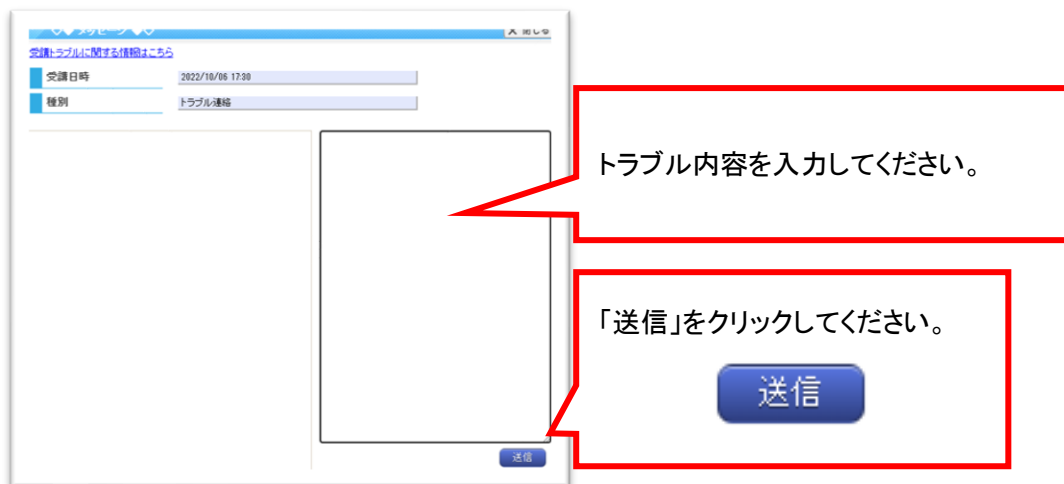 ◇◆メッセージ◆◇
閉じる
受講トラブルに関する情報はこちら
受講日時 2022/10/06 17:30
種別 トラブル連絡
トラブル内容を入力してください。
「送信」をクリックしてください。
送信
送信